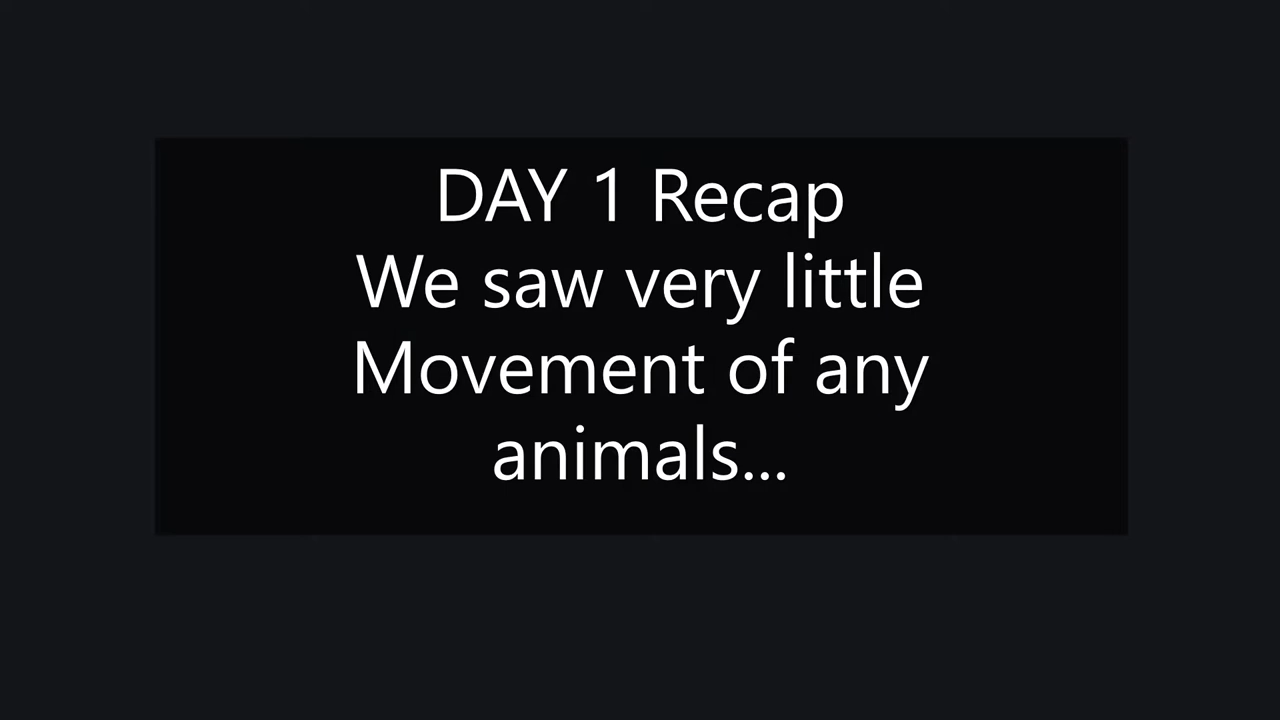 DAY 1 Recap
We saw very little
Movement of any
animals...